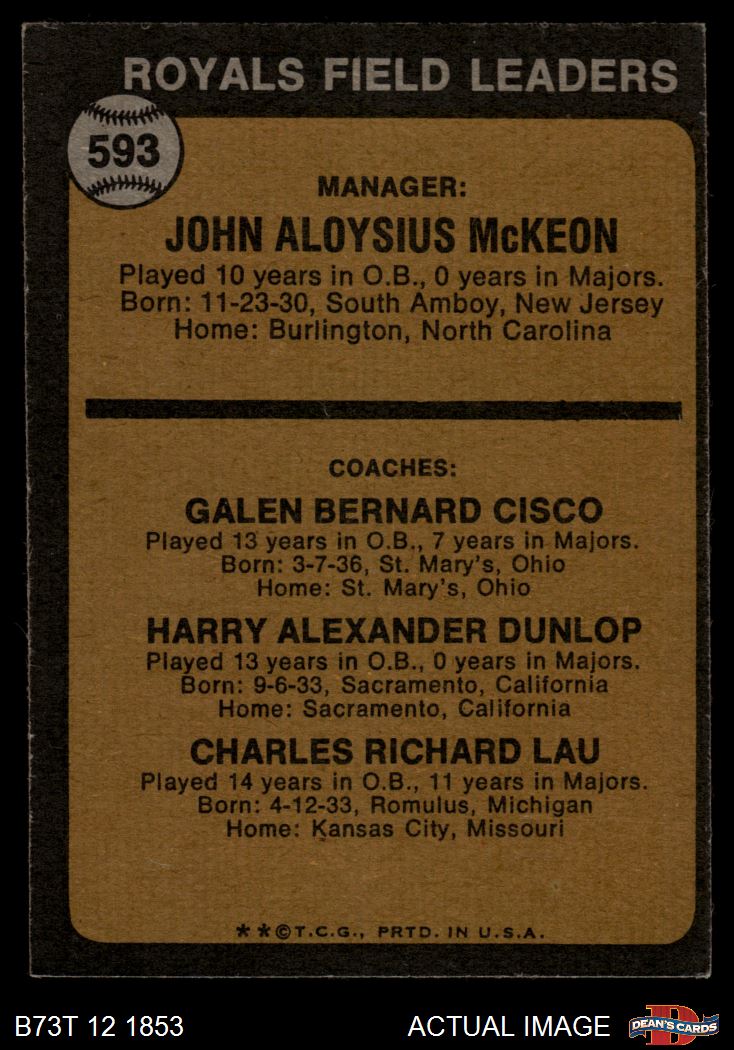 ROYALS FIELD LEADERS
593
MANAGER:
JOHN ALOYSIUS McKEON
Played 10 years in O.B., 0 years in Majors.
Born: 11-23-30, South Amboy, New Jersey
Home: Burlington, North Carolina
COACHES:
GALEN BERNARD CISCO
Played 13 years in O.B., 7 years in Majors.
Born: 3-7-36, St. Mary's, Ohio
Home: St. Mary's, Ohio
HARRY ALEXANDER DUNLOP
Played 13 years in O.B., 0 years in Majors.
Born: 9-6-33, Sacramento, California
Home: Sacramento, California
CHARLES RICHARD LAU
Played 14 years in O.B., 11 years in Majors.
Born: 4-12-33, Romulus, Michigan
Home: Kansas City, Missouri
**©T.C.G., PRTD. IN U.S.A.
B73T 12 1853
ACTUAL IMAGE
D
DEAN'S CARDS